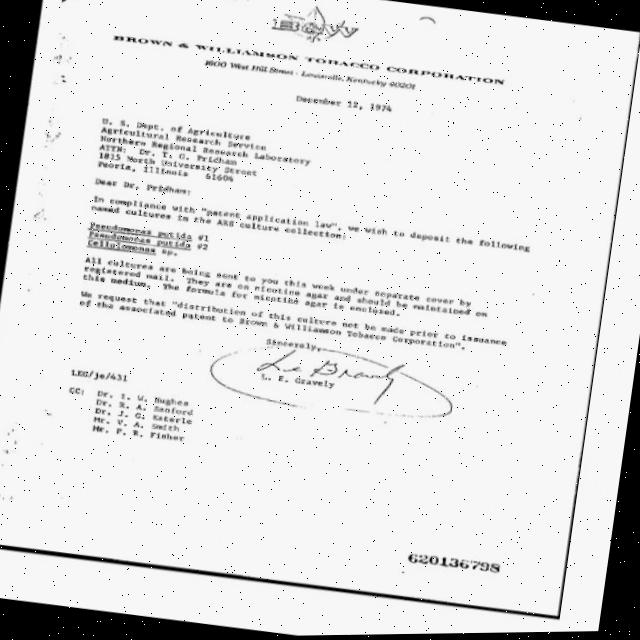 B&W
BROWN & WILLIAMSON TOBACCO CORPORATION
1600 West Hill Street · Louisville, Kentucky 40201
December 12, 1974
U. S. Dept. of Agriculture
Agricultural Research Service
Northern Regional Research Laboratory
ATTN: Dr. T. G. Pridham
1815 North University Street
Peoria, Illinois 61604
Dear Dr. Pridham:
In compliance with "patent application law", we wish to deposit the following
named cultures in the ARS culture collection:
Pseudomonas putida #1
Pseudomonas putida #2
Cellulomonas sp.
All cultures are being sent to you this week under separate cover by
registered mail. They are on nicotine agar and should be maintained on
this medium. The formula for nicotine agar is enclosed.
We request that "distribution of this culture not be made prior to issuance
of the associated patent to Brown & Williamson Tobacco Corporation".
Sincerely,
L. E. Gravely
LEG/je/431
CC: Dr. I. W. Hughes
Dr. R. A. Sanford
Dr. J. G. Esterle
Mr. V. A. Smith
Mr. P. R. Fisher
620136798